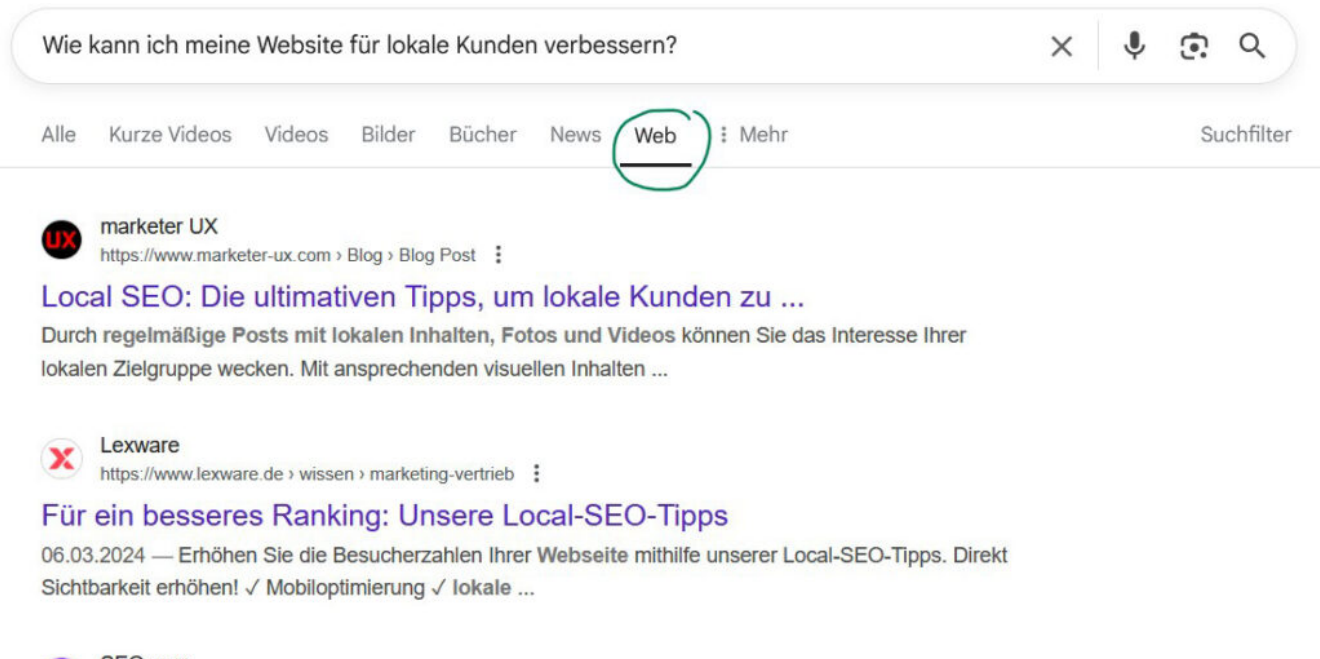 Wie kann ich meine Website für lokale Kunden verbessern?
Alle Kurze Videos Videos Bilder Bücher News Web Mehr Suchfilter
UX
marketer UX
https://www.marketer-ux.com › Blog › Blog Post
Local SEO: Die ultimativen Tipps, um lokale Kunden zu ...
Durch regelmäßige Posts mit lokalen Inhalten, Fotos und Videos können Sie das Interesse Ihrer
lokalen Zielgruppe wecken. Mit ansprechenden visuellen Inhalten ...
Lexware
https://www.lexware.de › wissen › marketing-vertrieb
Für ein besseres Ranking: Unsere Local-SEO-Tipps
06.03.2024 — Erhöhen Sie die Besucherzahlen Ihrer Webseite mithilfe unserer Local-SEO-Tipps. Direkt
Sichtbarkeit erhöhen! ✓ Mobiloptimierung ✓ lokale ...